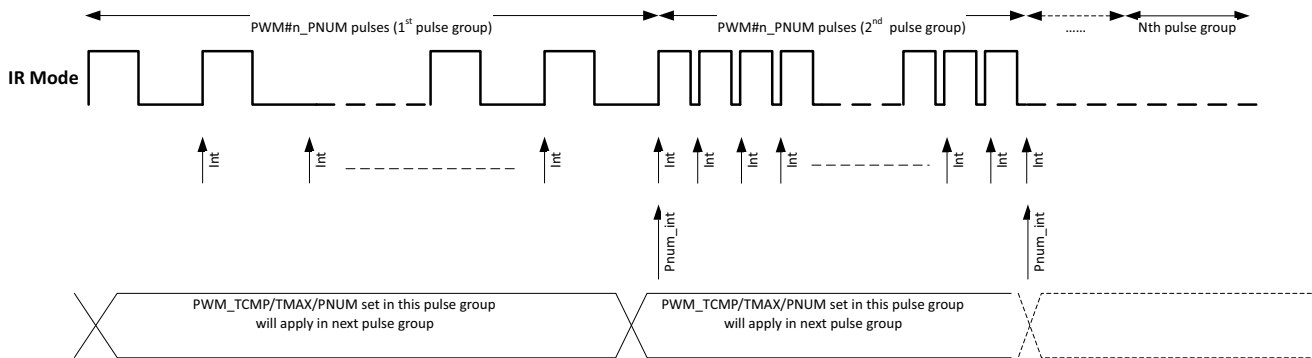 PWM#n_PNUM pulses (1st pulse group)
PWM#n_PNUM pulses (2nd pulse group)
......
Nth pulse group
IR Mode
Int
Int
Int
Int
Int
Int
Int
Int
Int
Int
Pnum_int
Pnum_int
PWM_TCMP/TMAX/PNUM set in this pulse group
will apply in next pulse group
PWM_TCMP/TMAX/PNUM set in this pulse group
will apply in next pulse group